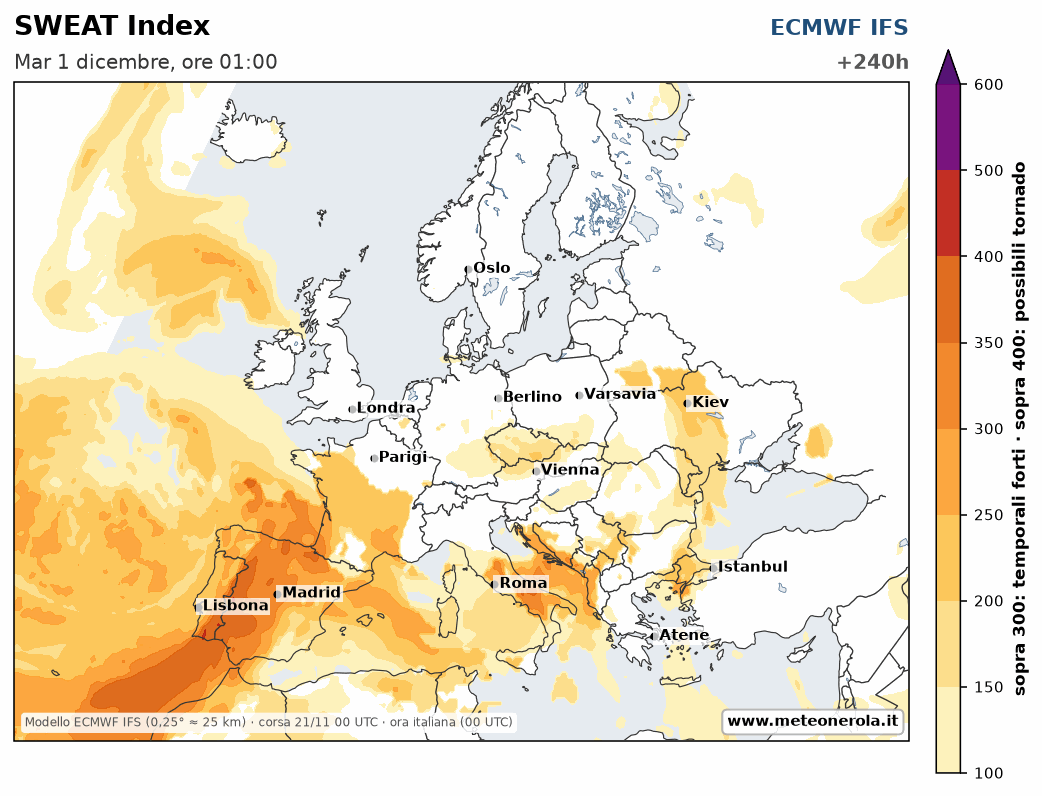 SWEAT Index
ECMWF IFS
Mar 1 dicembre, ore 01:00
+240h
600
500
400
350
300
250
200
150
100
sopra 300: temporali forti · sopra 400: possibili tornado
Oslo
Londra
Berlino
Varsavia
Kiev
Parigi
Vienna
Istanbul
Roma
Madrid
Lisbona
Atene
Modello ECMWF IFS (0,25° ≈ 25 km) · corsa 21/11 00 UTC · ora italiana (00 UTC)
www.meteonerola.it